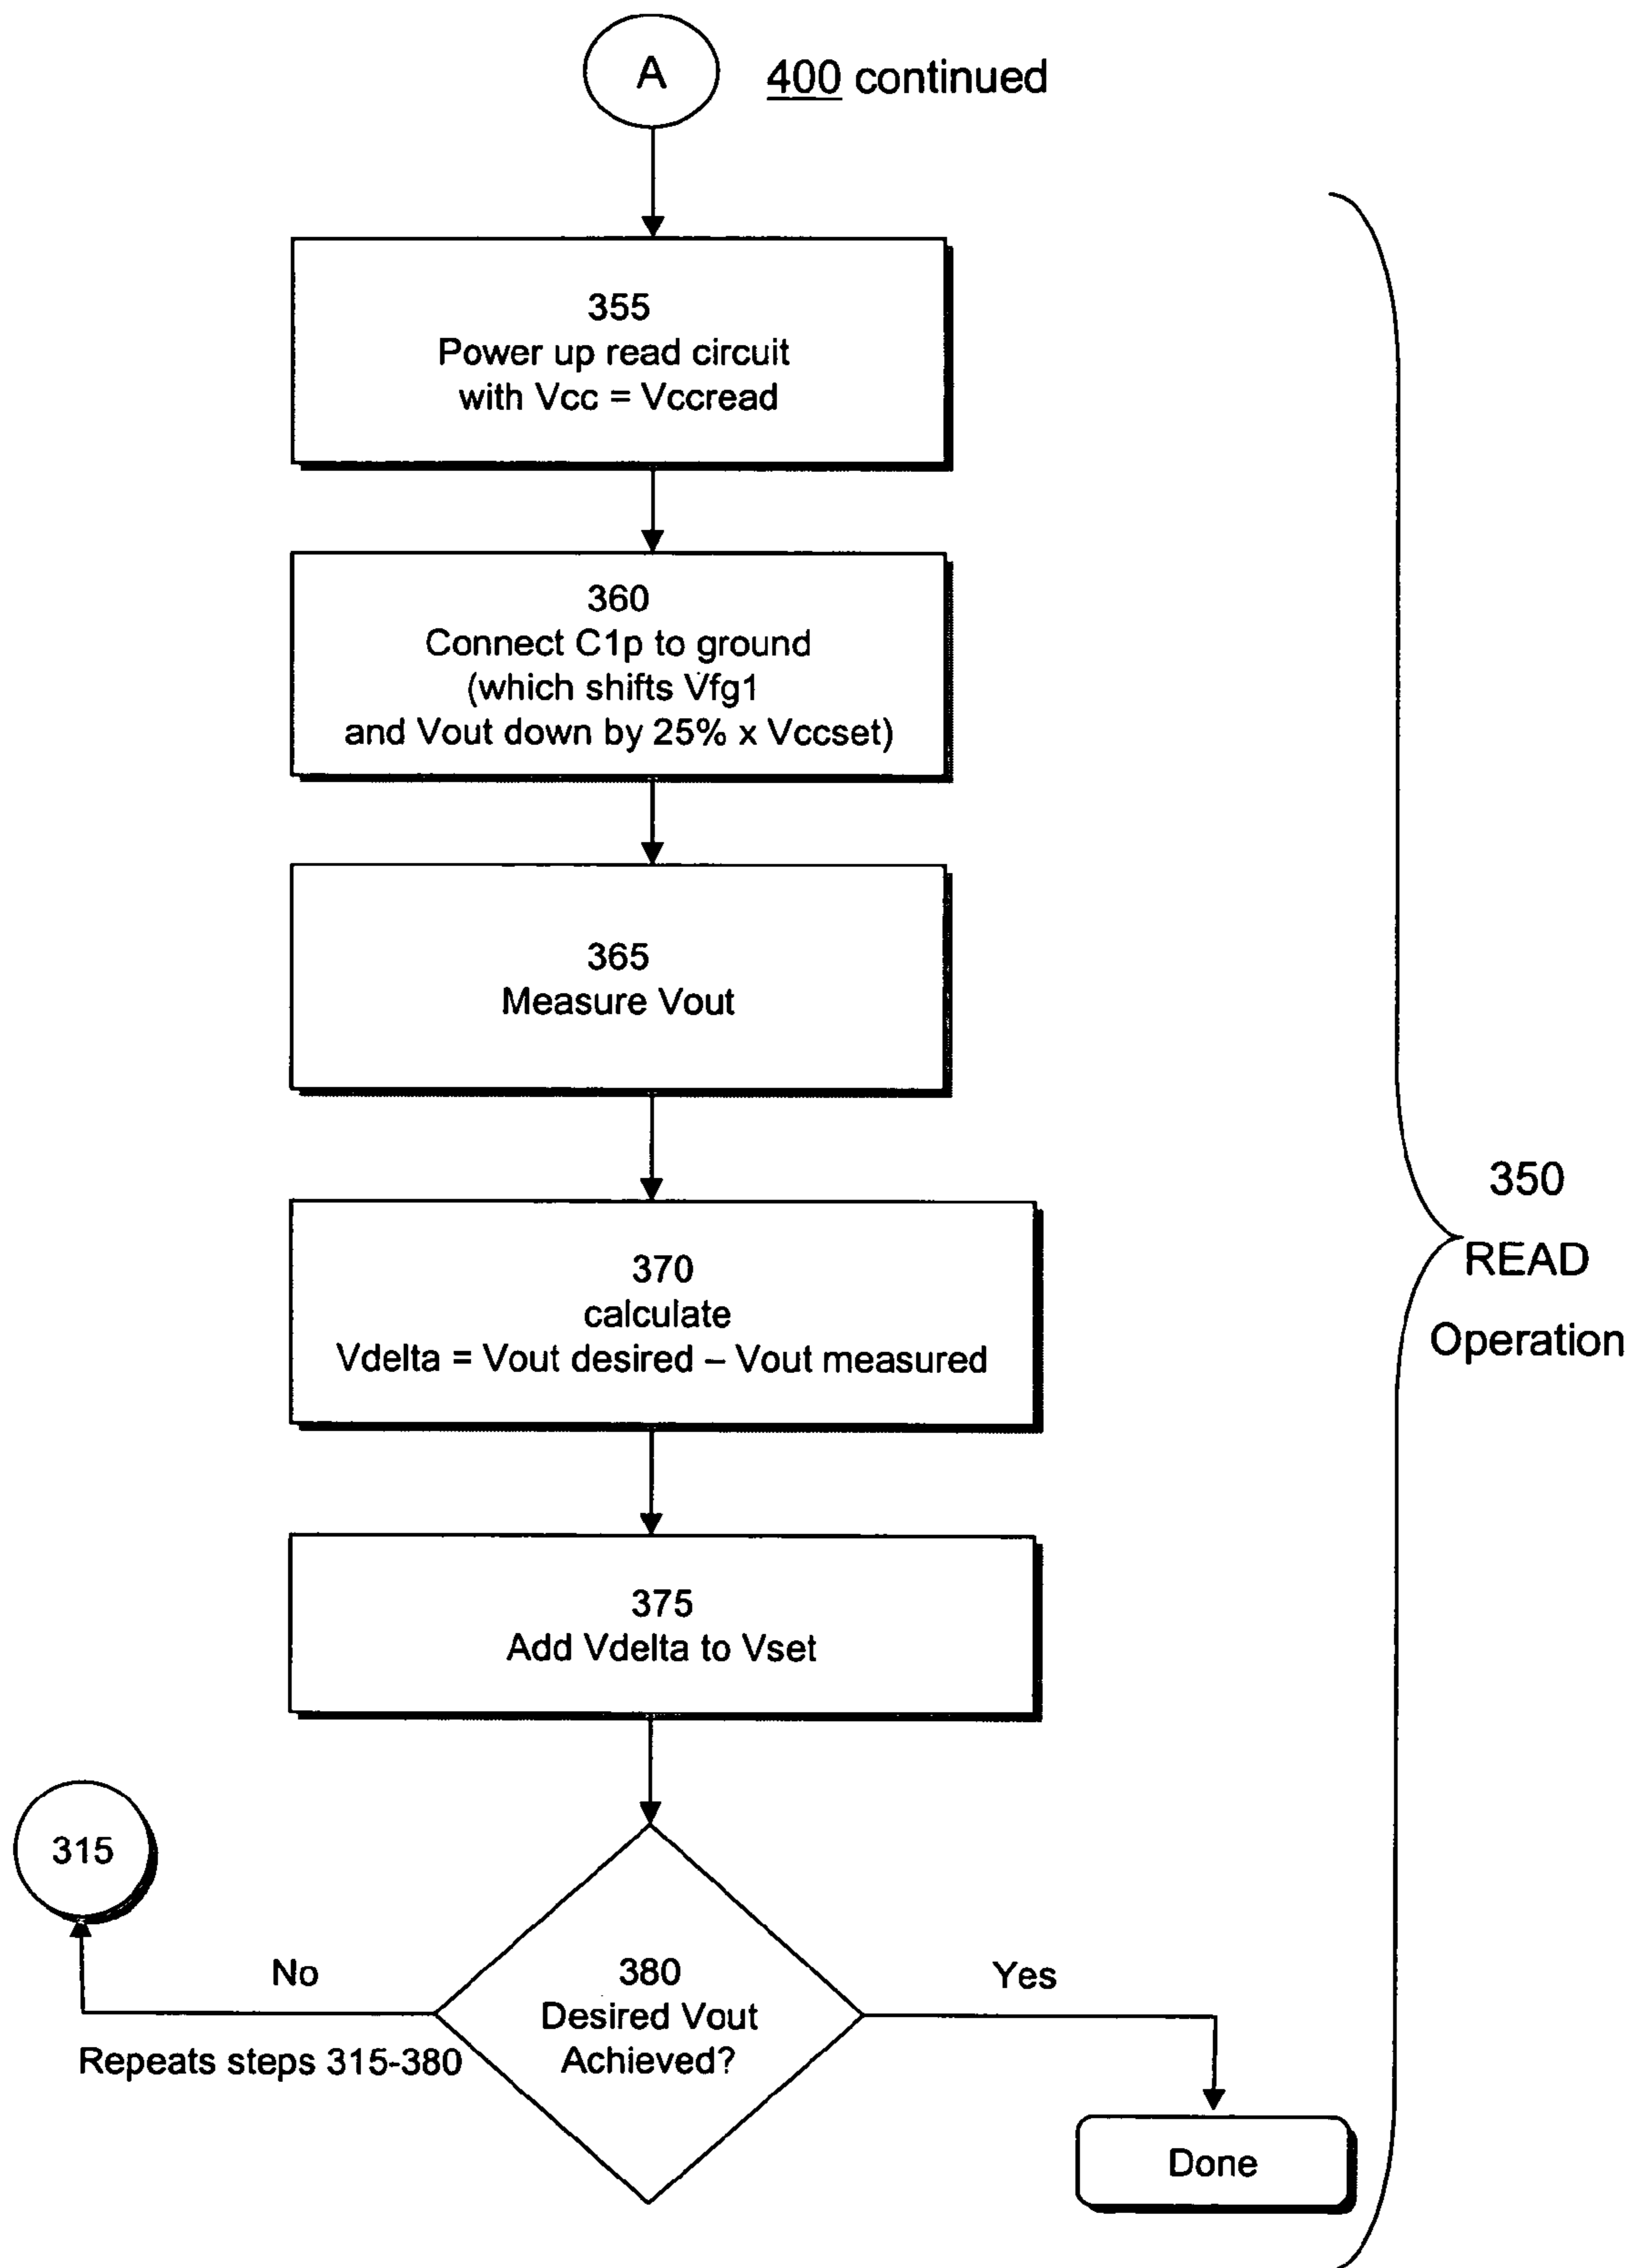 A
400 continued
355
Power up read circuit
with Vcc = Vccread
360
Connect C1p to ground
(which shifts Vfg1
and Vout down by 25% x Vccset)
365
Measure Vout
370
calculate
Vdelta = Vout desired – Vout measured
375
Add Vdelta to Vset
350
READ
Operation
315
No
Repeats steps 315-380
380
Desired Vout
Achieved?
Yes
Done